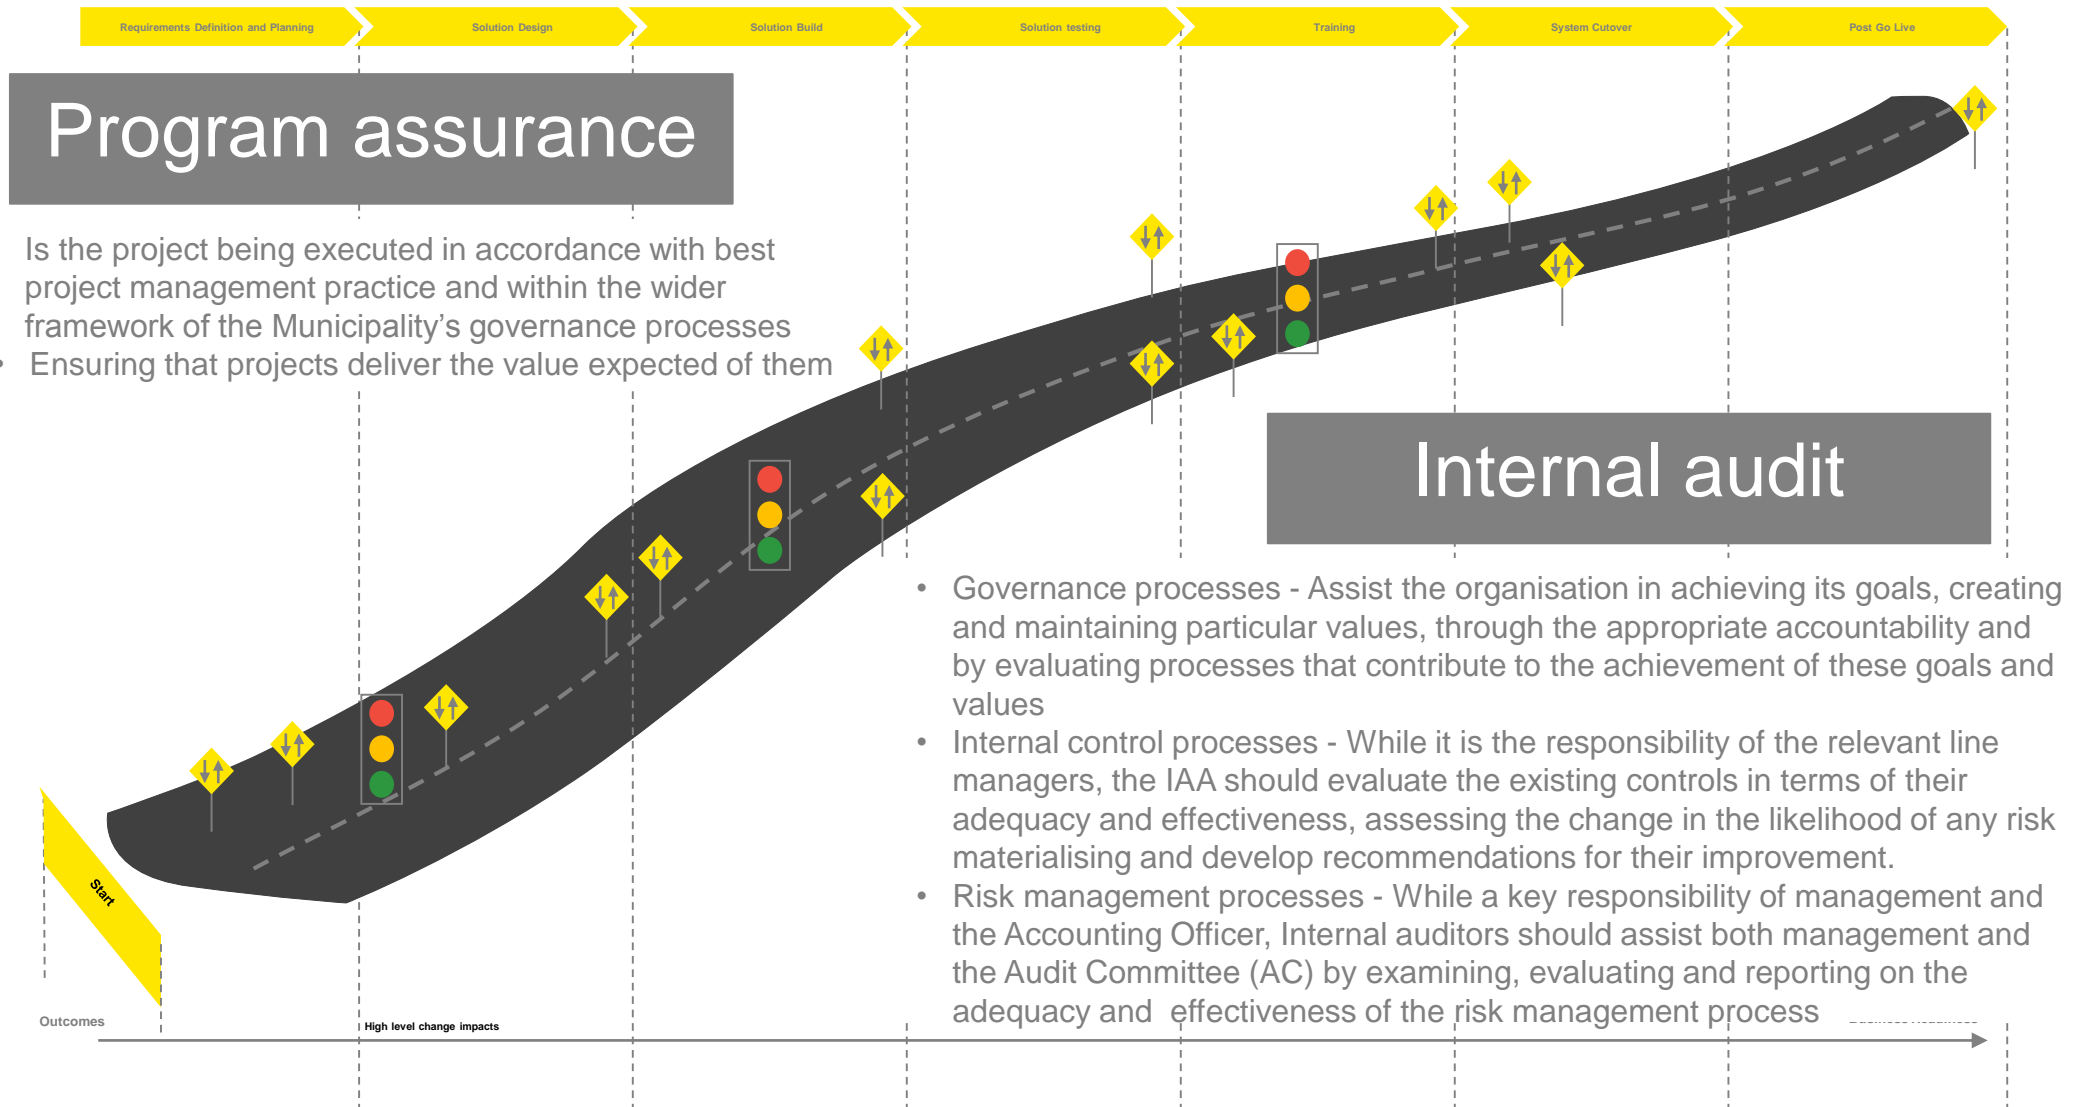 Requirements Definition and Planning
Solution Design
Solution Build
Solution testing
Training
System Cutover
Post Go Live
Program assurance
Is the project being executed in accordance with best
project management practice and within the wider
framework of the Municipality’s governance processes
• Ensuring that projects deliver the value expected of them
Internal audit
• Governance processes - Assist the organisation in achieving its goals, creating
and maintaining particular values, through the appropriate accountability and
by evaluating processes that contribute to the achievement of these goals and
values
• Internal control processes - While it is the responsibility of the relevant line
managers, the IAA should evaluate the existing controls in terms of their
adequacy and effectiveness, assessing the change in the likelihood of any risk
materialising and develop recommendations for their improvement.
• Risk management processes - While a key responsibility of management and
the Accounting Officer, Internal auditors should assist both management and
the Audit Committee (AC) by examining, evaluating and reporting on the
adequacy and  effectiveness of the risk management process
Start
Outcomes
High level change impacts